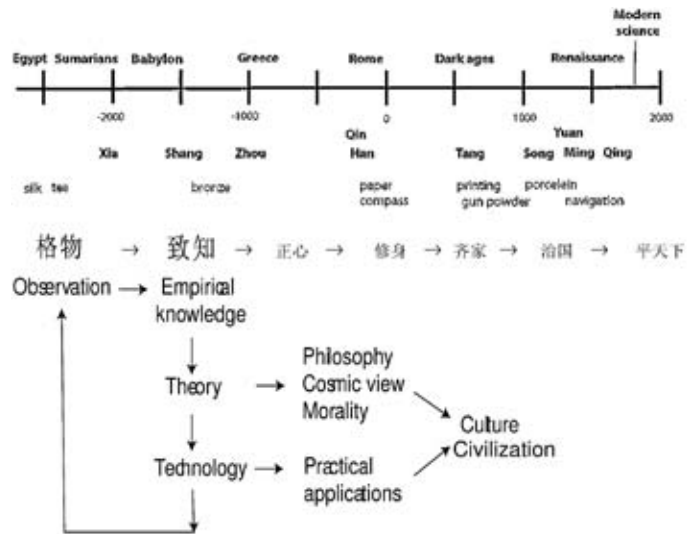 Modern
science
Egypt Sumarians Babylon Greece Rome Dark ages Renaissance
-2000 -1000 0 1000 2000
Qin Yuan
Xia Shang Zhou Han Tang Song Ming Qing
silk tea bronze paper printing porcelein
compass gun powder navigation
格物 → 致知 → 正心 → 修身 → 齐家 → 治国 → 平天下
Observation → Empirical
knowledge
Philosophy
Theory → Cosmic view
Morality
Culture
Civilization
Technology → Practical
applications